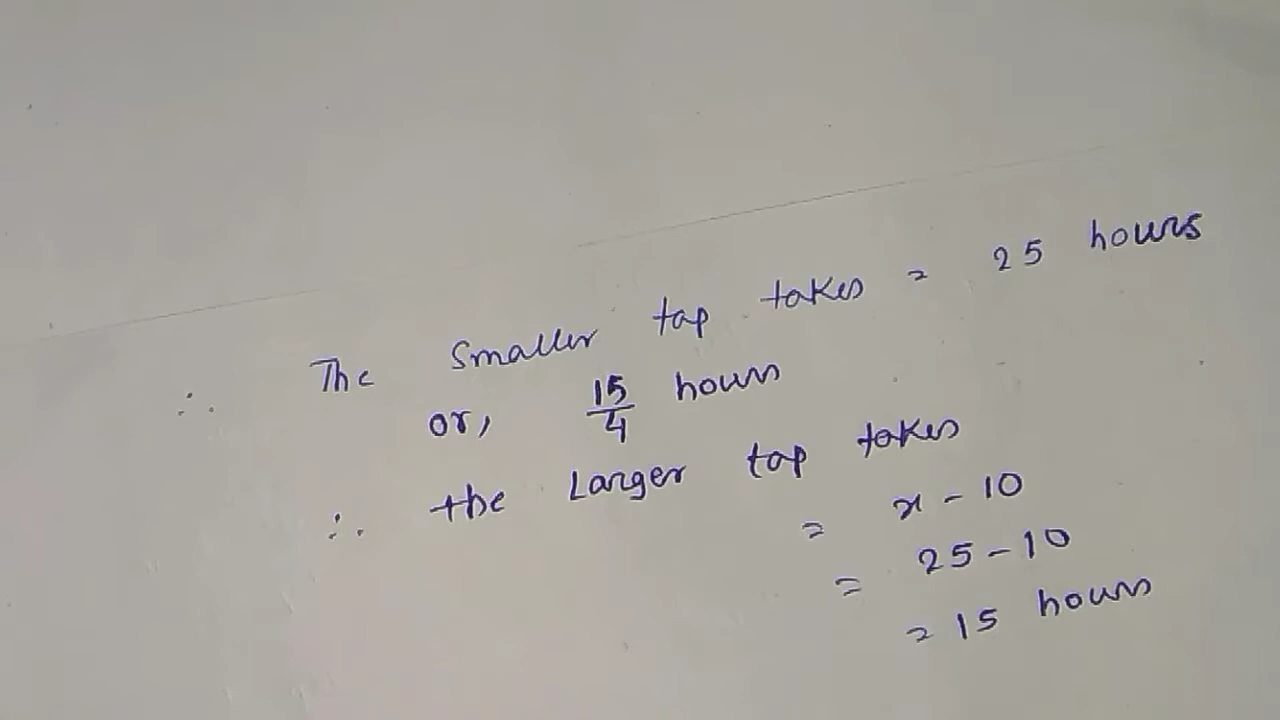 ∴ The Smaller tap takes = 25 hours
or, 15/4 hours
∴ the Larger tap takes
= x - 10
= 25 - 10
= 15 hours